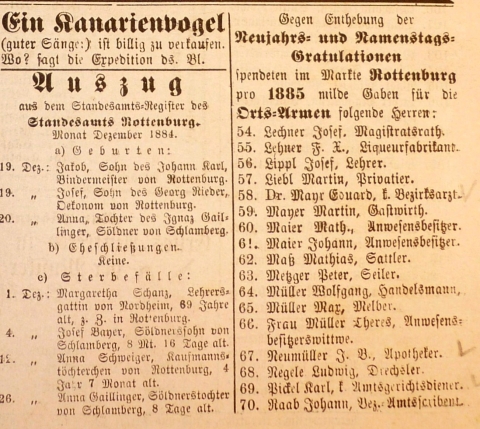 Ein Kanarienvogel
(guter Sänger) ist billig zu verkaufen.
Wo? sagt die Expedition ds. Bl.
Auszug
aus dem Standesamts-Register des
Standesamts Rottenburg.
Monat Dezember 1884.
a) Geburten:
19. Dez.: Jakob, Sohn des Johann Karl,
Bindermeister von Rottenburg.
19. „ Josef, Sohn des Georg Rieder,
Oekonom von Rottenburg.
20. „ Anna, Tochter des Ignaz Gail-
linger, Söldner von Schlamberg.
b) Eheschließungen:
Keine.
c) Sterbefälle:
1. Dez.: Margaretha Schanz, Lehrers-
gattin von Nordheim, 69 Jahre
alt, z. Z. in Rottenburg.
4. „ Josef Bayer, Söldnerssohn von
Schlamberg, 8 Mt. 16 Tage alt.
14. „ Anna Schweiger, Kaufmanns-
töchterchen von Rottenburg, 4
Jahr 7 Monat alt.
26. „ Anna Gaillinger, Söldnerstochter
von Schlamberg, 8 Tage alt.
Gegen Enthebung der
Neujahrs- und Namenstags-
Gratulationen
spendeten im Markte Rottenburg
pro 1885 milde Gaben für die
Orts-Armen folgende Herren:
54. Lechner Josef, Magistratsrath.
55. Lehner F. X., Liqueurfabrikant.
56. Lippl Josef, Lehrer.
57. Liebl Martin, Privatier.
58. Dr. Mayr Eduard, k. Bezirksarzt.
59. Mayer Martin, Gastwirth.
60. Maier Math., Anwesensbesitzer.
61. Maier Johann, Anwesensbesitzer.
62. Maß Mathias, Sattler.
63. Metzger Peter, Seiler.
64. Müller Wolfgang, Handelsmann.
65. Müller Max, Melber.
66. Frau Müller Theres, Anwesens-
besitzerswittwe.
67. Neumüller J. B., Apotheker.
68. Negele Ludwig, Drechsler.
69. Pickel Karl, k. Amtsgerichtsdiener.
70. Raab Johann, Bez. Amtsscribent.